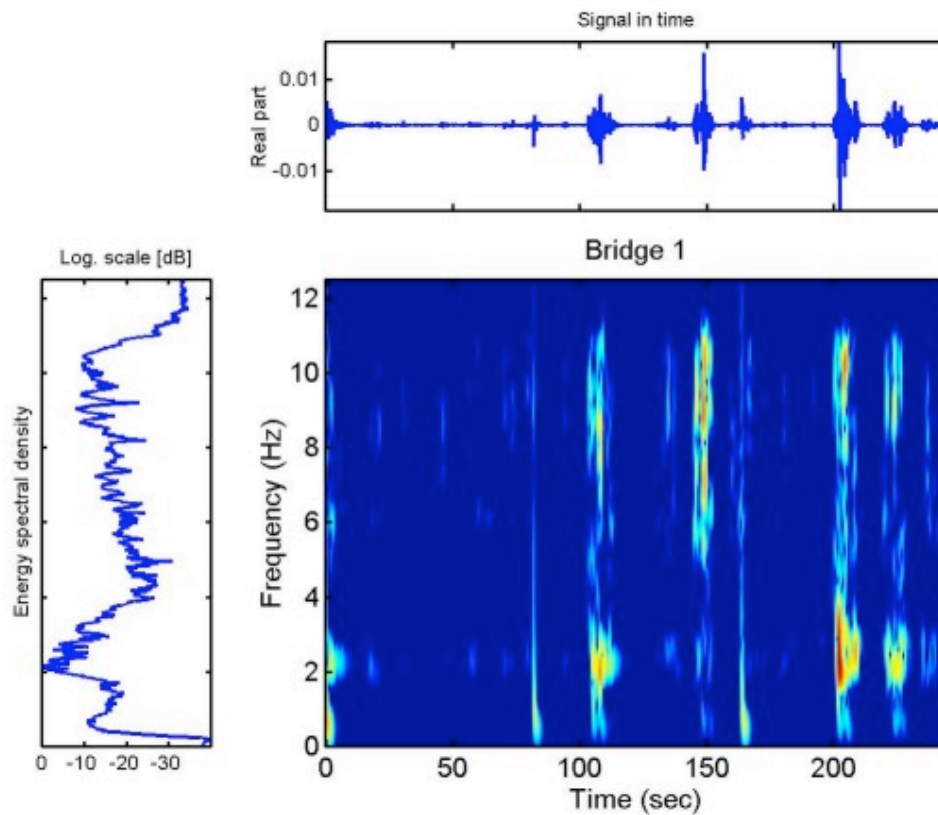 Signal in time
Real part
0.01
0
-0.01
Log. scale [dB]
Energy spectral density
0 -10 -20 -30
Bridge 1
Frequency (Hz)
12
10
8
6
4
2
0
0 50 100 150 200
Time (sec)